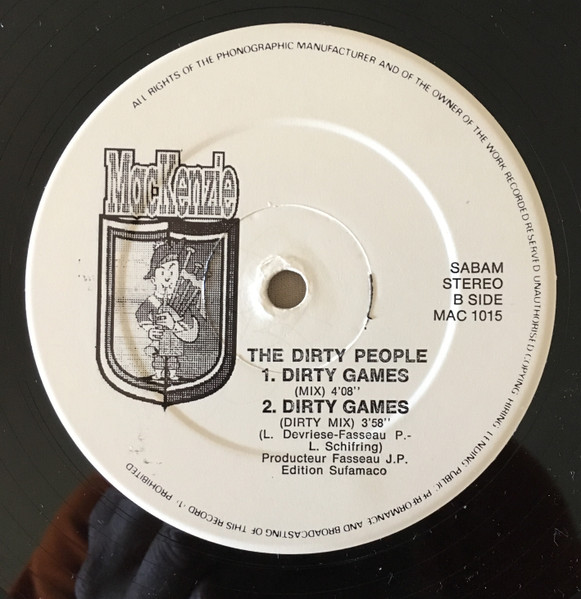 ALL RIGHTS OF THE PHONOGRAPHIC MANUFACTURER AND OF THE OWNER OF THE WORK RECORDED RESERVED UNAUTHORISED COPYING HIRING LENDING PUBLIC PERFORMANCE AND BROADCASTING OF THIS RECORD PROHIBITED
MacKenzie
SABAM
STEREO
B SIDE
MAC 1015
THE DIRTY PEOPLE
1. DIRTY GAMES
(MIX) 4'08"
2. DIRTY GAMES
(DIRTY MIX) 3'58"
(L. Devriese-Fasseau P.-
L. Schifring)
Producteur Fasseau J.P.
Edition Sufamaco